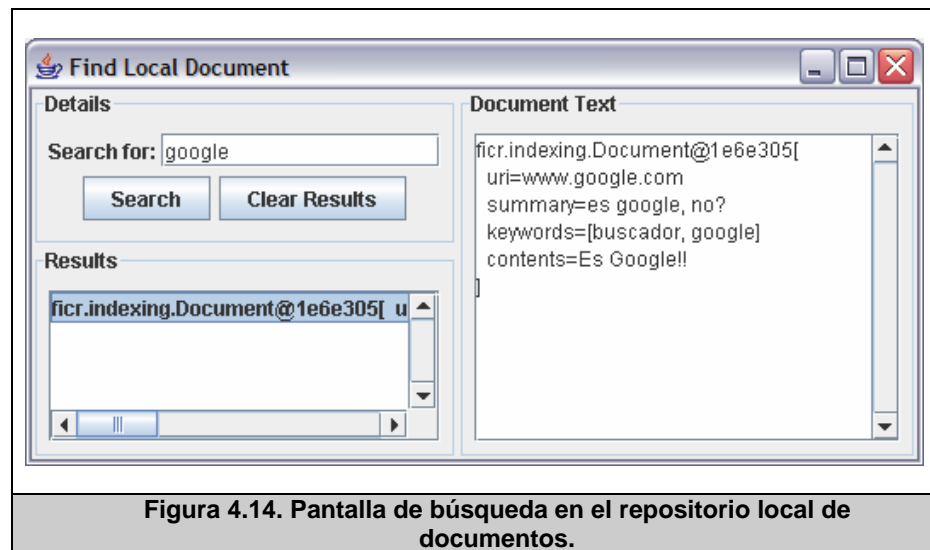 Find Local Document
Details
Search for: google
Search Clear Results
Results
ficr.indexing.Document@1e6e305[ u
Document Text
ficr.indexing.Document@1e6e305[
uri=www.google.com
summary=es google, no?
keywords=[buscador, google]
contents=Es Google!!
]
Figura 4.14. Pantalla de búsqueda en el repositorio local de
documentos.